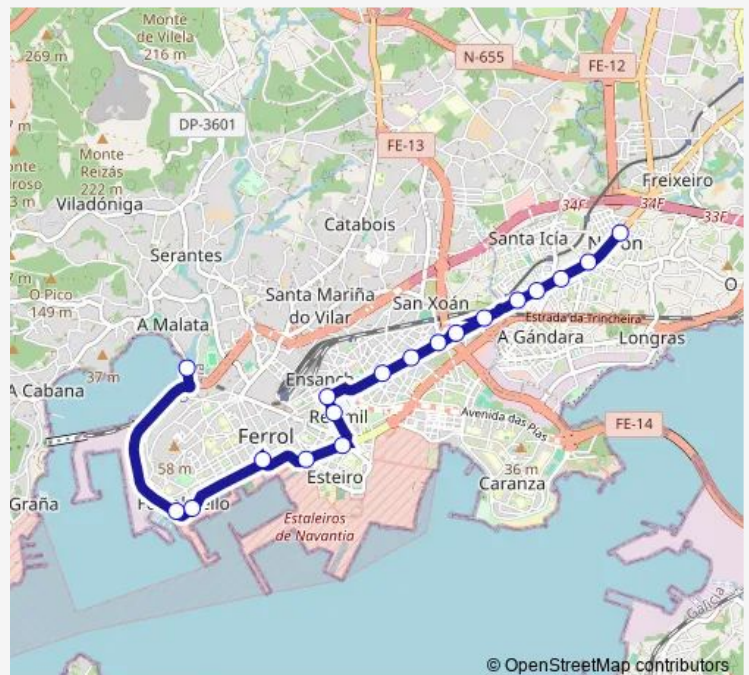 Monte
de Vilela
216 m
269 m
N-655
FE-12
DP-3601
FE-13
Monte
Reizás
222 m
Viladóniga
Freixeiro
34F
34F
33F
Catabois
Santa Icía
Serantes
O Pico
149 m
Santa Mariña
do Vilar
San Xoán
A Malata
Estrada da Trincheira
A Gándara
Longras
37 m
A Cabana
Avenida das Pías
FE-14
Ferrol
58 m
Esteiro
36 m
Caranza
Graña
Estaleiros
de Navantia
Galicia
© OpenStreetMap contributors